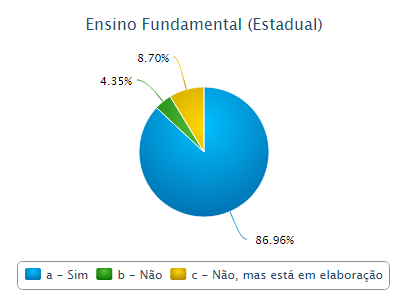 Ensino Fundamental (Estadual)
8.70%
4.35%
86.96%
a - Sim b - Não c - Não, mas está em elaboração